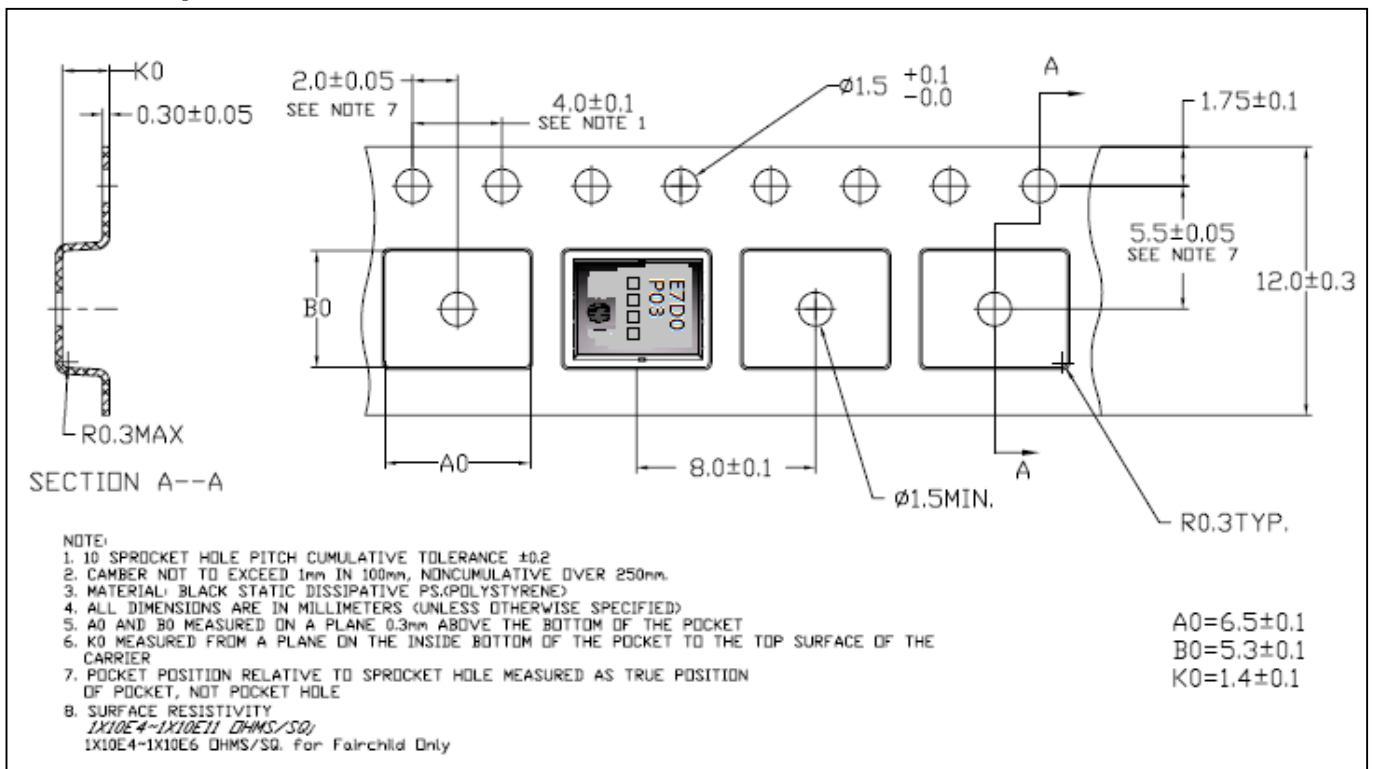 K0
0.30±0.05
2.0±0.05
SEE NOTE 7
4.0±0.1
SEE NOTE 1
Ø1.5 +0.1
-0.0
A
1.75±0.1
5.5±0.05
SEE NOTE 7
12.0±0.3
B0
E7D0
P03
R0.3MAX
A0
8.0±0.1
Ø1.5MIN.
A
R0.3TYP.
SECTION A--A
NOTE:
1. 10 SPROCKET HOLE PITCH CUMULATIVE TOLERANCE ±0.2
2. CAMBER NOT TO EXCEED 1mm IN 100mm, NONCUMULATIVE OVER 250mm.
3. MATERIAL: BLACK STATIC DISSIPATIVE PS.(POLYSTYRENE)
4. ALL DIMENSIONS ARE IN MILLIMETERS (UNLESS OTHERWISE SPECIFIED)
5. A0 AND B0 MEASURED ON A PLANE 0.3mm ABOVE THE BOTTOM OF THE POCKET
6. K0 MEASURED FROM A PLANE ON THE INSIDE BOTTOM OF THE POCKET TO THE TOP SURFACE OF THE
CARRIER
7. POCKET POSITION RELATIVE TO SPROCKET HOLE MEASURED AS TRUE POSITION
OF POCKET, NOT POCKET HOLE
8. SURFACE RESISTIVITY
1X10E4~1X10E11 OHMS/SQ;
1X10E4~1X10E6 OHMS/SQ. for Fairchild Only
A0=6.5±0.1
B0=5.3±0.1
K0=1.4±0.1